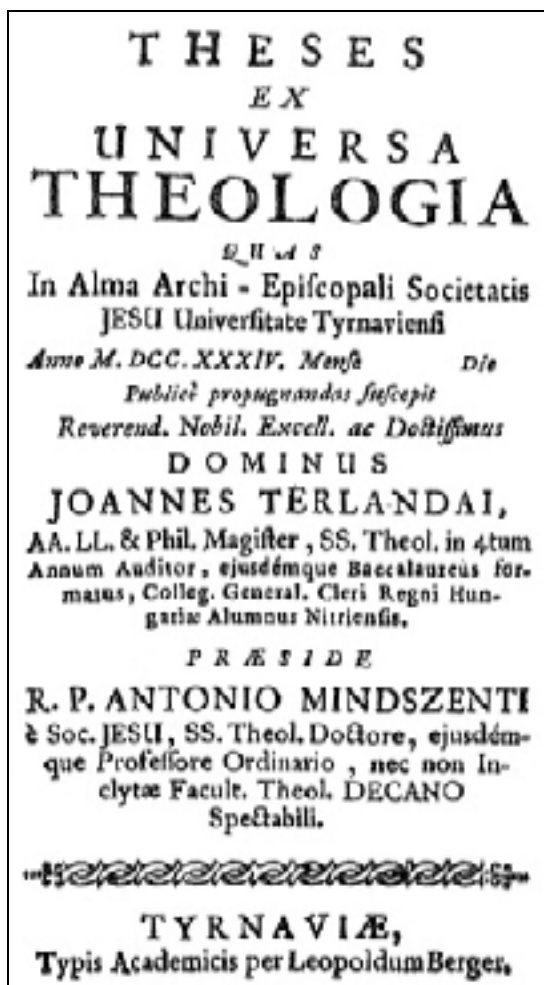 THESES
EX
UNIVERSA
THEOLOGIA
QUAS
In Alma Archi - Epiſcopali Societatis
JESU Univerſitate Tyrnavienſi
Anno M. DCC. XXXIV. Menſe Die
Publicè propugnandas ſuſcepit
Reverend. Nobil. Excell. ac Doctiſſimus
DOMINUS
JOANNES TERLANDAI,
AA. LL. & Phil. Magiſter, SS. Theol. in 4tum
Annum Auditor, ejusdémque Baccalaureus for-
matus, Colleg. General. Cleri Regni Hun-
gariæ Alumnus Nitrienſis.
PRÆSIDE
R. P. ANTONIO MINDSZENTI
è Soc. JESU, SS. Theol. Doctore, ejusdém-
que Profeſſore Ordinario, nec non In-
clytæ Facult. Theol. DECANO
Spectabili.
TYRNAVIÆ,
Typis Academicis per Leopoldum Berger.